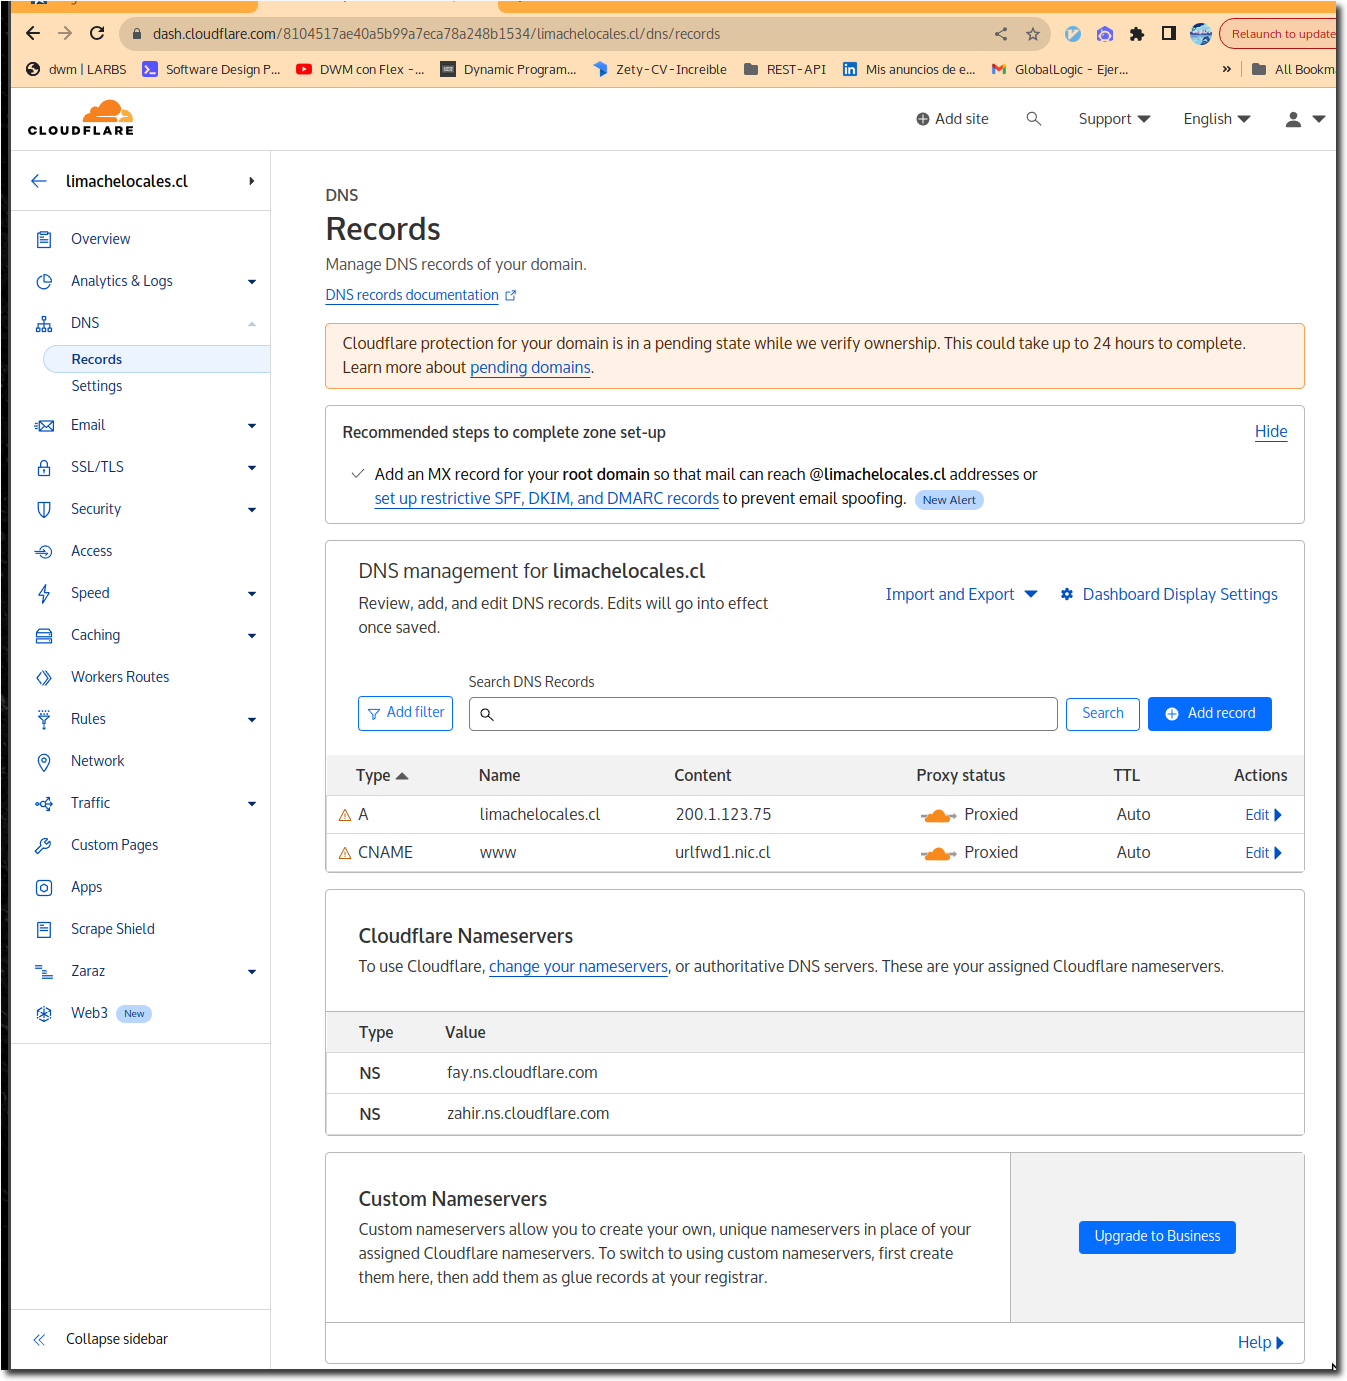 dash.cloudflare.com/8104517ae40a5b99a7eca78a248b1534/limachelocales.cl/dns/records
Relaunch to update
dwm | LARBS
Software Design P...
DWM con Flex -...
Dynamic Program...
Zety-CV-Increible
REST-API
Mis anuncios de e...
GlobalLogic - Ejer...
»
All Bookma
CLOUDFLARE
Add site
Support
English
limachelocales.cl
Overview
Analytics & Logs
DNS
Records
Settings
Email
SSL/TLS
Security
Access
Speed
Caching
Workers Routes
Rules
Network
Traffic
Custom Pages
Apps
Scrape Shield
Zaraz
Web3 New
Collapse sidebar
DNS
Records
Manage DNS records of your domain.
DNS records documentation
Cloudflare protection for your domain is in a pending state while we verify ownership. This could take up to 24 hours to complete.
Learn more about pending domains.
Recommended steps to complete zone set-up
Hide
Add an MX record for your root domain so that mail can reach @limachelocales.cl addresses or
set up restrictive SPF, DKIM, and DMARC records to prevent email spoofing. New Alert
DNS management for limachelocales.cl
Review, add, and edit DNS records. Edits will go into effect
once saved.
Import and Export
Dashboard Display Settings
Search DNS Records
Add filter
Search
Add record
Type Name Content Proxy status TTL Actions
A limachelocales.cl 200.1.123.75 Proxied Auto Edit
CNAME www urlfwd1.nic.cl Proxied Auto Edit
Cloudflare Nameservers
To use Cloudflare, change your nameservers, or authoritative DNS servers. These are your assigned Cloudflare nameservers.
Type Value
NS fay.ns.cloudflare.com
NS zahir.ns.cloudflare.com
Custom Nameservers
Custom nameservers allow you to create your own, unique nameservers in place of your
assigned Cloudflare nameservers. To switch to using custom nameservers, first create
them here, then add them as glue records at your registrar.
Upgrade to Business
Help